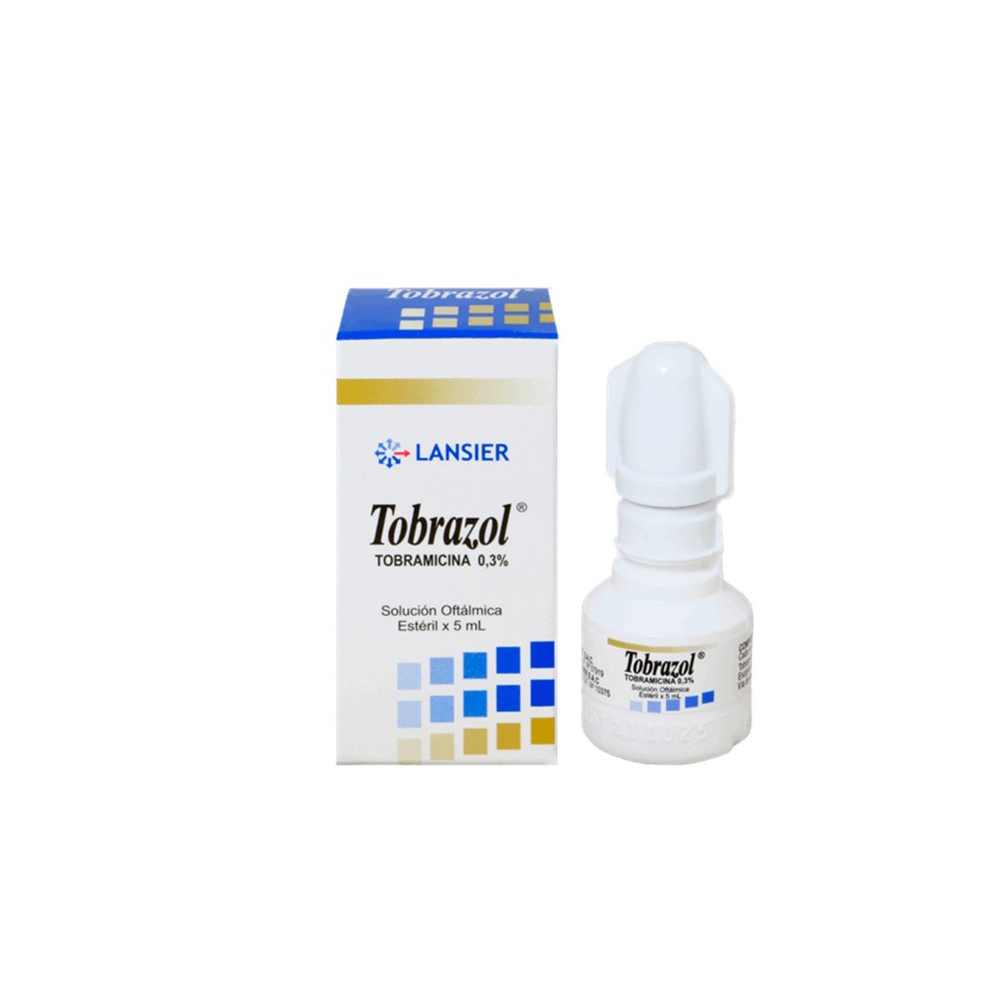 Tobrazol®
LANSIER
Tobrazol®
TOBRAMICINA 0,3%
Solución Oftálmica
Estéril x 5 mL
Tobrazol®
TOBRAMICINA 0,3%
Solución Oftálmica
Estéril x 5 mL